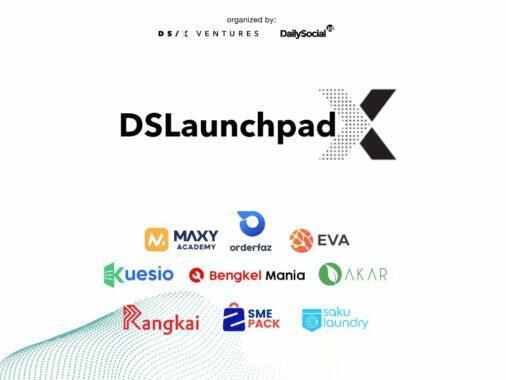 organized by:
DS/X VENTURES DailySocial
DSLaunchpad X
MAXY
ACADEMY
orderfaz
EVA
Kuesio
Bengkel Mania
AKAR
Rangkai
SME
PACK
saku
laundry